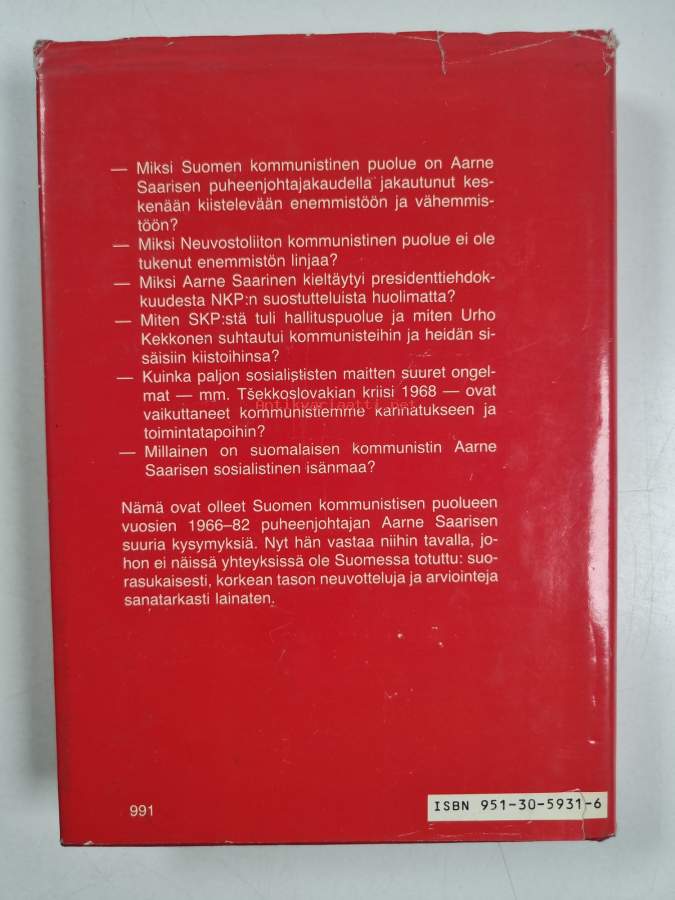 — Miksi Suomen kommunistinen puolue on Aarne
Saarisen puheenjohtajakaudella jakautunut kes-
kenään kiistelevään enemmistöön ja vähemmis-
töön?
— Miksi Neuvostoliiton kommunistinen puolue ei ole
tukenut enemmistön linjaa?
— Miksi Aarne Saarinen kieltäytyi presidenttiehdok-
kuudesta NKP:n suostutteluista huolimatta?
— Miten SKP:stä tuli hallituspuolue ja miten Urho
Kekkonen suhtautui kommunisteihin ja heidän si-
säisiin kiistoihinsa?
— Kuinka paljon sosialististen maitten suuret ongel-
mat — mm. Tšekkoslovakian kriisi 1968 — ovat
Antikvariaatti.net
vaikuttaneet kommunistiemme kannatukseen ja
toimintatapoihin?
— Millainen on suomalaisen kommunistin Aarne
Saarisen sosialistinen isänmaa?
Nämä ovat olleet Suomen kommunistisen puolueen
vuosien 1966–82 puheenjohtajan Aarne Saarisen
suuria kysymyksiä. Nyt hän vastaa niihin tavalla, jo-
hon ei näissä yhteyksissä ole Suomessa totuttu: suo-
rasukaisesti, korkean tason neuvotteluja ja arviointeja
sanatarkasti lainaten.
991
ISBN 951-30-5931-6